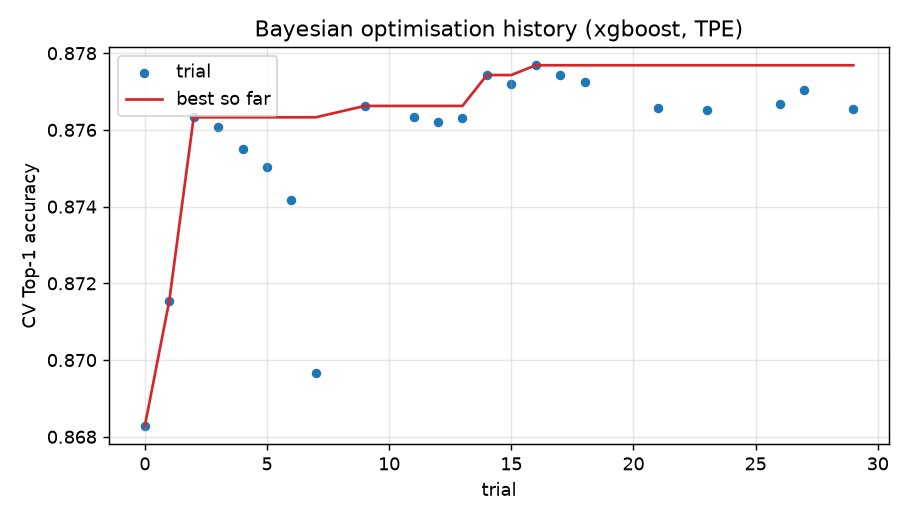 Bayesian optimisation history (xgboost, TPE)
trial
best so far
CV Top-1 accuracy
0.878
0.876
0.874
0.872
0.870
0.868
0 5 10 15 20 25 30
trial